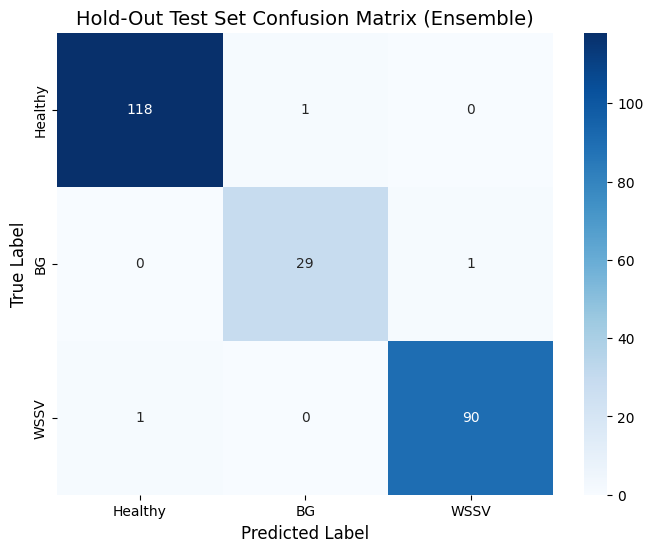 Hold-Out Test Set Confusion Matrix (Ensemble)
Healthy 118 1 0
BG 0 29 1
WSSV 1 0 90
Healthy BG WSSV
Predicted Label
True Label
100
80
60
40
20
0